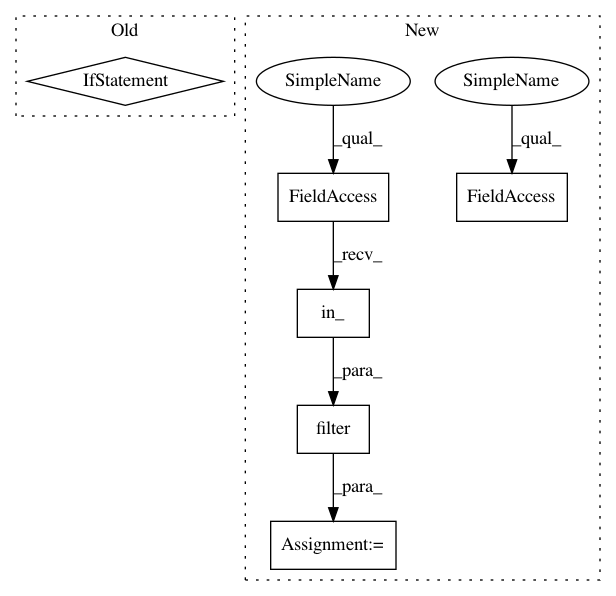 Old
New
IfStatement
SimpleName
SimpleName
_qual_
_qual_
FieldAccess
FieldAccess
_recv_
in_
_para_
filter
_para_
Assignment:=